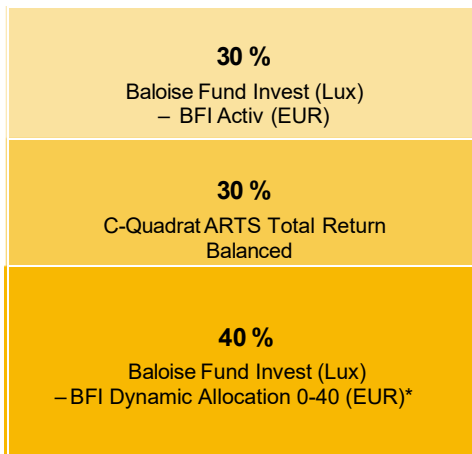 30 %
Baloise Fund Invest (Lux)
– BFI Activ (EUR)
30 %
C-Quadrat ARTS Total Return
Balanced
40 %
Baloise Fund Invest (Lux)
– BFI Dynamic Allocation 0-40 (EUR)*